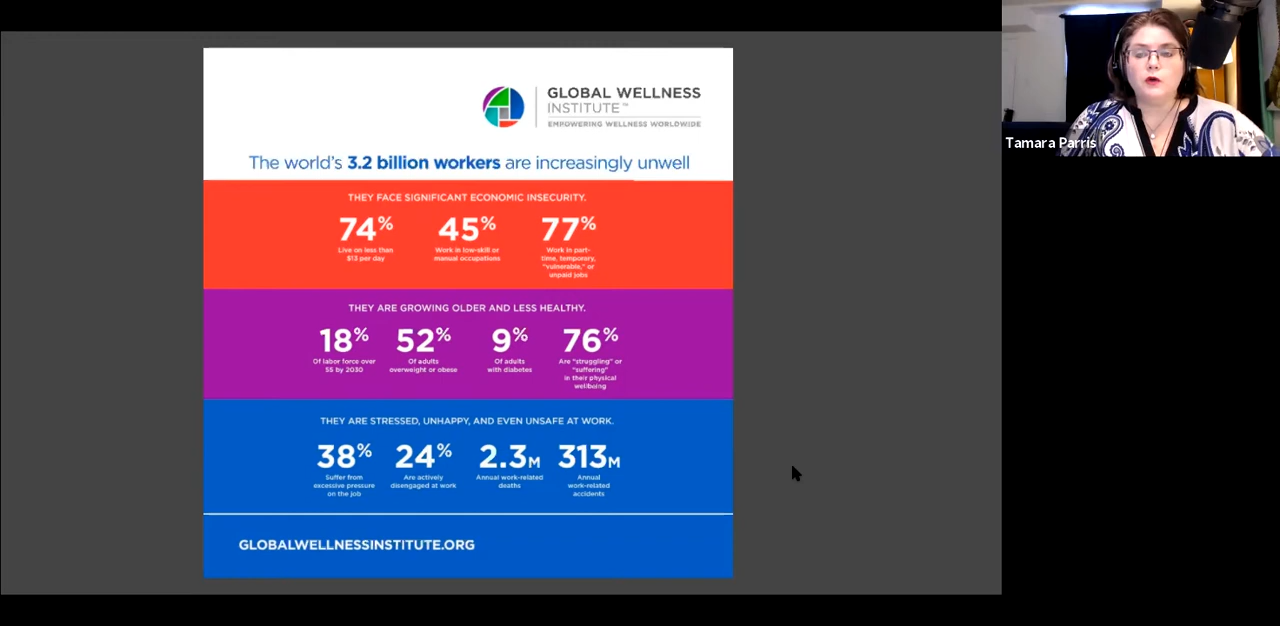 GLOBAL WELLNESS
INSTITUTE™
EMPOWERING WELLNESS WORLDWIDE
The world's 3.2 billion workers are increasingly unwell
THEY FACE SIGNIFICANT ECONOMIC INSECURITY.
74%
Live on less than
$13 per day
45%
Work in low-skill or
manual occupations
77%
Work in part-
time, temporary,
"vulnerable," or
unpaid jobs
THEY ARE GROWING OLDER AND LESS HEALTHY.
18%
Of labor force over
55 by 2030
52%
Of adults
overweight or obese
9%
Of adults
with diabetes
76%
Are "struggling" or
"suffering"
in their physical
wellbeing
THEY ARE STRESSED, UNHAPPY, AND EVEN UNSAFE AT WORK.
38%
Suffer from
excessive pressure
on the job
24%
Are actively
disengaged at work
2.3M
Annual work-related
deaths
313M
Annual
work-related
accidents
GLOBALWELLNESSINSTITUTE.ORG
Tamara Parris